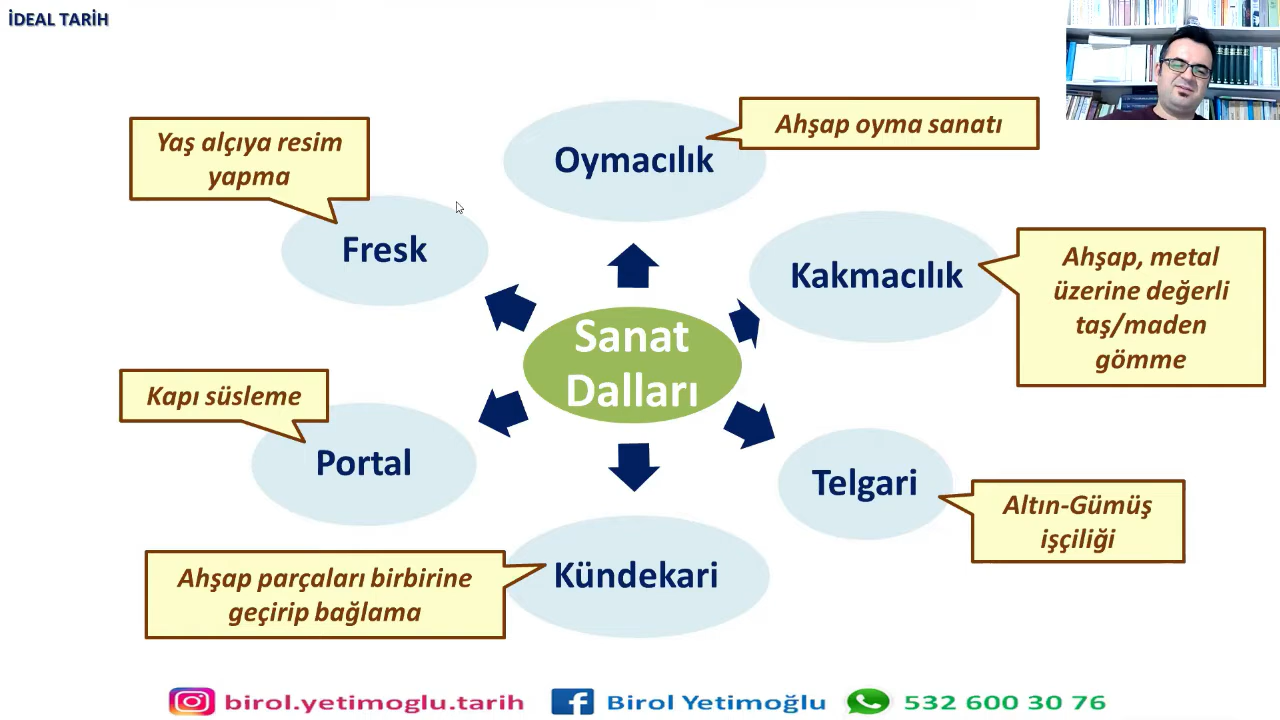 İDEAL TARİH
Ahşap oyma sanatı
Oymacılık
Yaş alçıya resim
yapma
Fresk
Kakmacılık
Ahşap, metal
üzerine değerli
taş/maden
gömme
Sanat
Dalları
Kapı süsleme
Portal
Telgari
Altın-Gümüş
işçiliği
Ahşap parçaları birbirine
geçirip bağlama
Kündekari
birol.yetimoglu.tarih
Birol Yetimoğlu
532 600 30 76